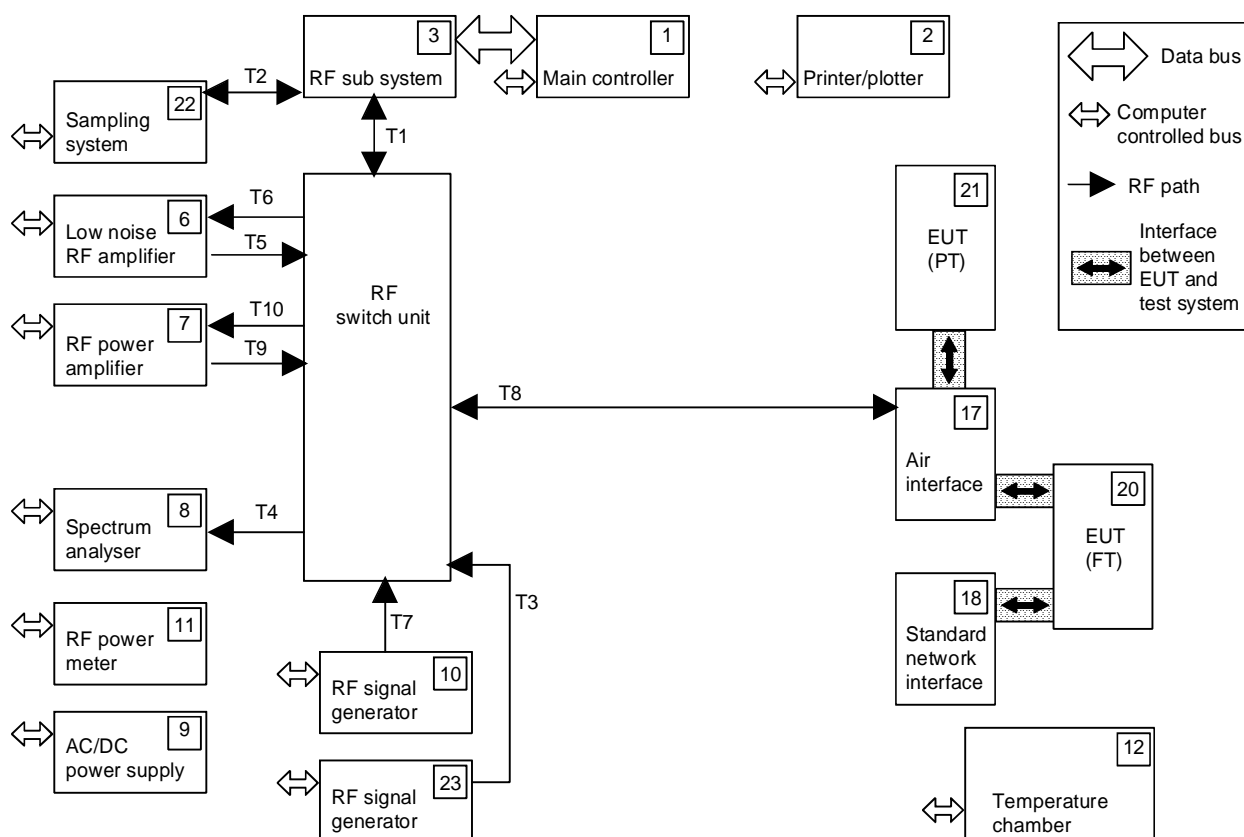 3
RF sub system
1
Main controller
2
Printer/plotter
Data bus
Computer
controlled bus
RF path
Interface
between
EUT and
test system
T2
22
Sampling
system
T1
6
Low noise
RF amplifier
T6
T5
7
RF power
amplifier
T10
T9
RF
switch unit
21
EUT
(PT)
T8
17
Air
interface
20
EUT
(FT)
8
Spectrum
analyser
T4
T3
T7
18
Standard
network
interface
11
RF power
meter
10
RF signal
generator
9
AC/DC
power supply
23
RF signal
generator
12
Temperature
chamber